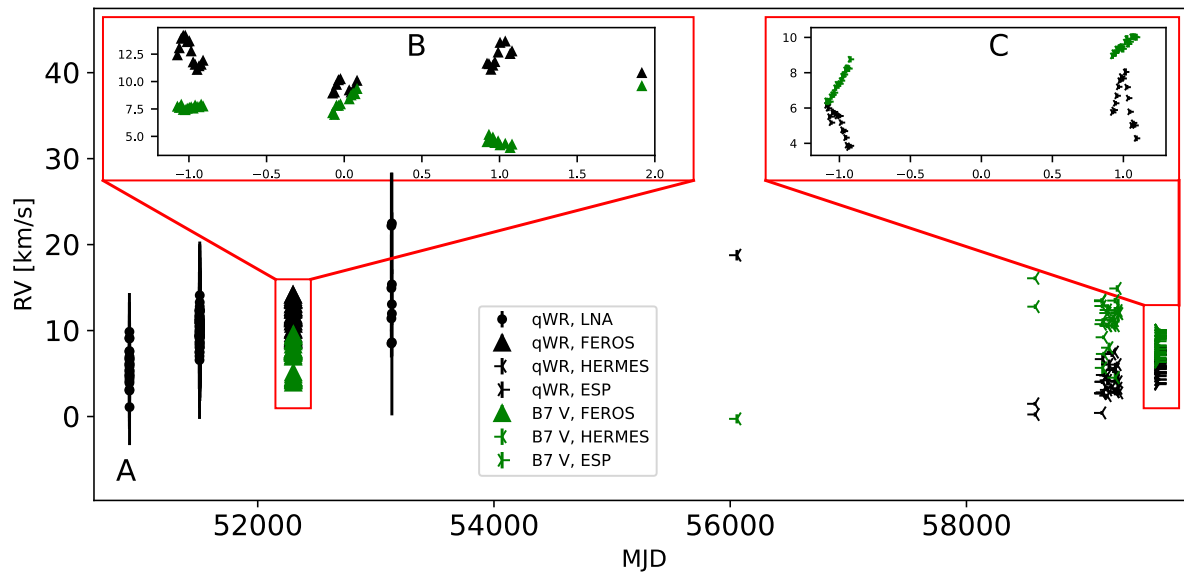 B
C
12.5
10.0
7.5
5.0
−1.0 −0.5 0.0 0.5 1.0 1.5 2.0
10
8
6
4
−1.0 −0.5 0.0 0.5 1.0
RV [km/s]
40
30
20
10
0
A
qWR, LNA
qWR, FEROS
qWR, HERMES
qWR, ESP
B7 V, FEROS
B7 V, HERMES
B7 V, ESP
52000 54000 56000 58000
MJD